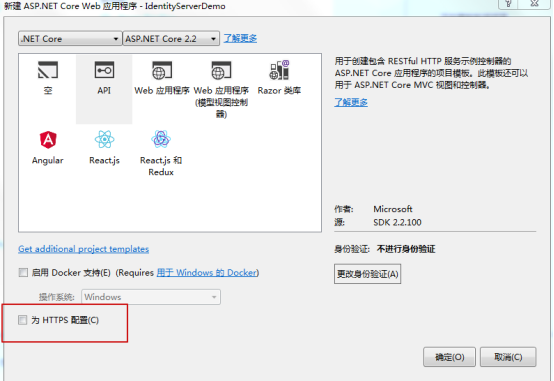 新建 ASP.NET Core Web 应用程序 - IdentityServerDemo
.NET Core
ASP.NET Core 2.2
了解更多
空
API
Web 应用程序
Web 应用程序
(模型视图控制
器)
Razor 类库
Angular
React.js
React.js 和
Redux
用于创建包含 RESTful HTTP 服务示例控制器的
ASP.NET Core 应用程序的项目模板。此模板还可以
用于 ASP.NET Core MVC 视图和控制器。
了解更多
作者: Microsoft
源: SDK 2.2.100
Get additional project templates
身份验证: 不进行身份验证
启用 Docker 支持(E) (Requires 用于 Windows 的 Docker)
更改身份验证(A)
操作系统: Windows
为 HTTPS 配置(C)
确定(O)
取消(C)